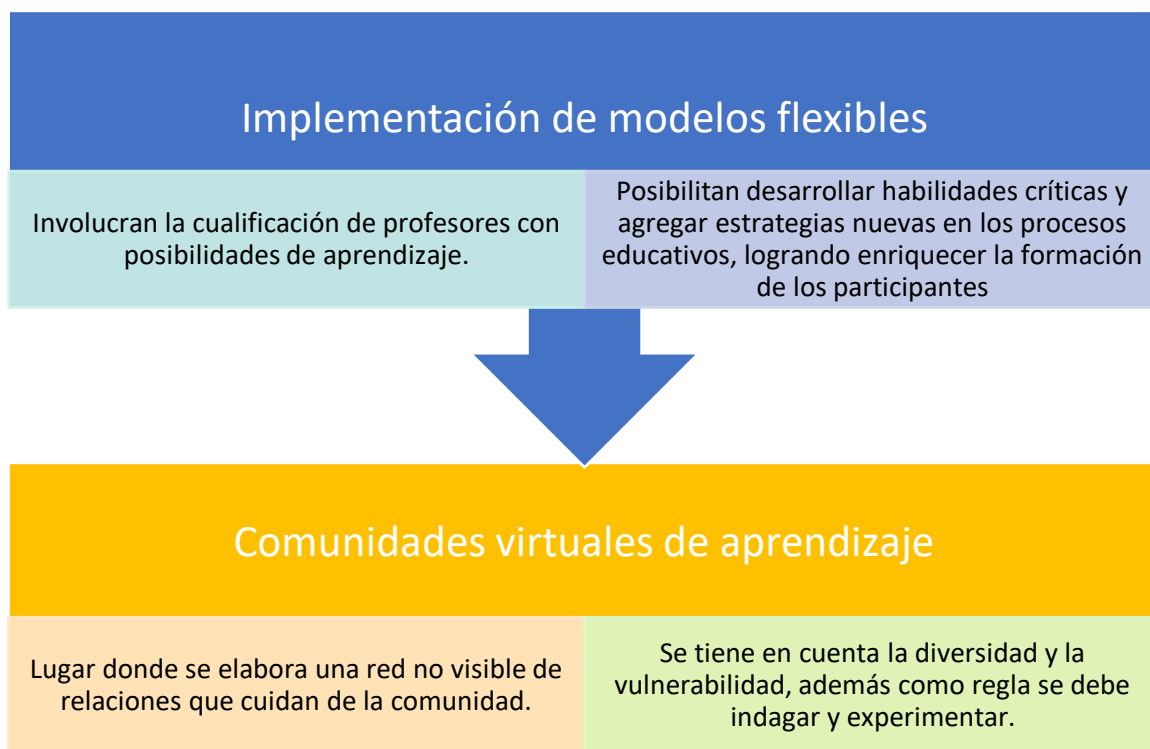 Implementación de modelos flexibles
Involucran la cualificación de profesores con
posibilidades de aprendizaje.
Posibilitan desarrollar habilidades críticas y
agregar estrategias nuevas en los procesos
educativos, logrando enriquecer la formación
de los participantes
Comunidades virtuales de aprendizaje
Lugar donde se elabora una red no visible de
relaciones que cuidan de la comunidad.
Se tiene en cuenta la diversidad y la
vulnerabilidad, además como regla se debe
indagar y experimentar.